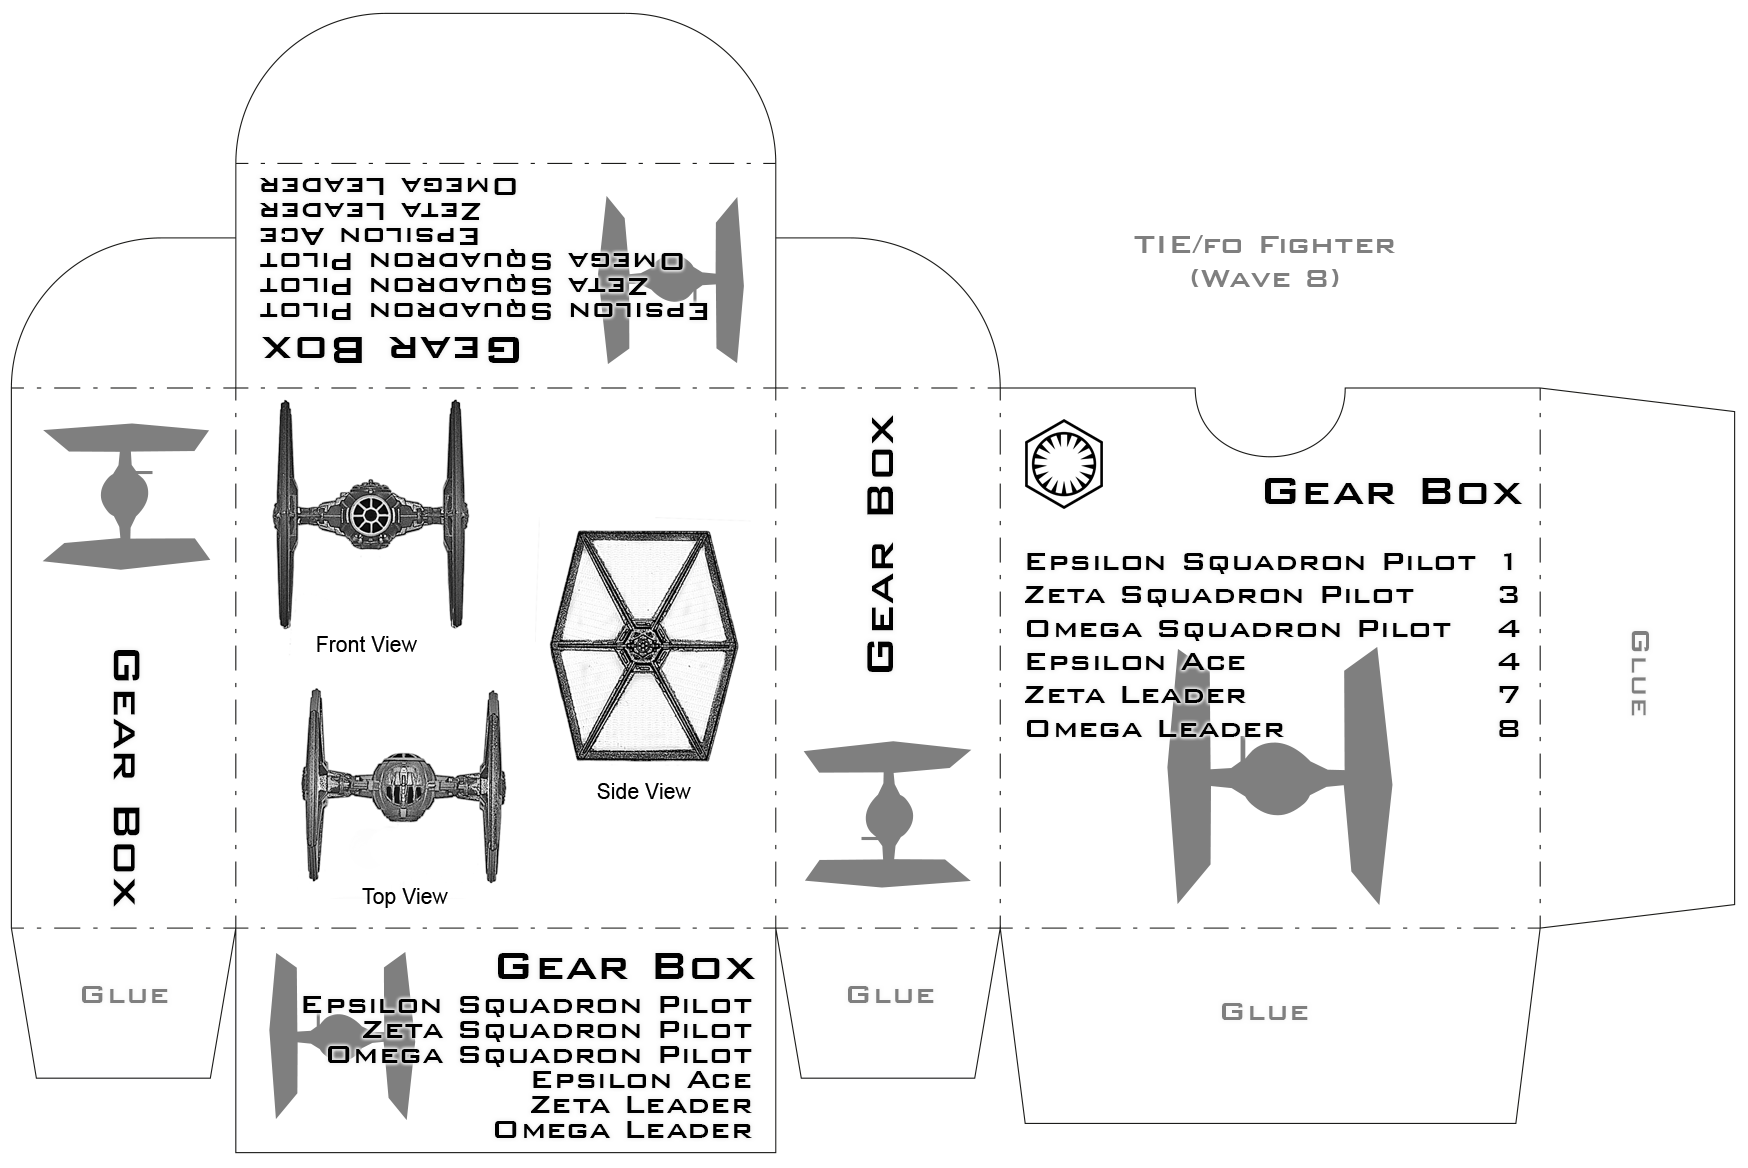 Omega Leader
Zeta Leader
Epsilon Ace
Omega Squadron Pilot
Zeta Squadron Pilot
Epsilon Squadron Pilot
Gear Box
TIE/fo Fighter
(Wave 8)
Gear Box
Front View
Top View
Side View
Gear Box
Gear Box
Epsilon Squadron Pilot 1
Zeta Squadron Pilot 3
Omega Squadron Pilot 4
Epsilon Ace 4
Zeta Leader 7
Omega Leader 8
Glue
Glue
Gear Box
Epsilon Squadron Pilot
Zeta Squadron Pilot
Omega Squadron Pilot
Epsilon Ace
Zeta Leader
Omega Leader
Glue
Glue